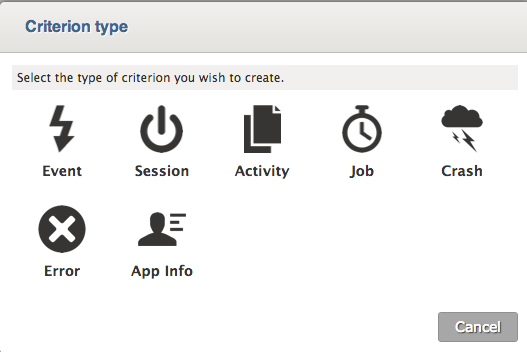 Criterion type
Select the type of criterion you wish to create.
Event Session Activity Job Crash
Error App Info
Cancel